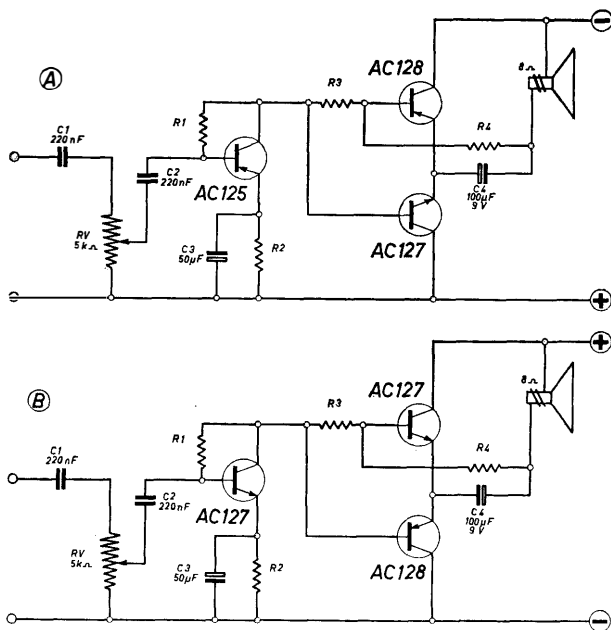 A
−
AC128
8Ω
R3
R1
C1
220nF
C2
220nF
AC125
R4
C4
100µF
9 V
AC127
RV
5kΩ
C3
50µF
R2
+
B
+
AC127
8Ω
R3
R1
C1
220nF
C2
220nF
AC127
R4
C4
100µF
9V
AC128
RV
5kΩ
C3
50µF
R2
−